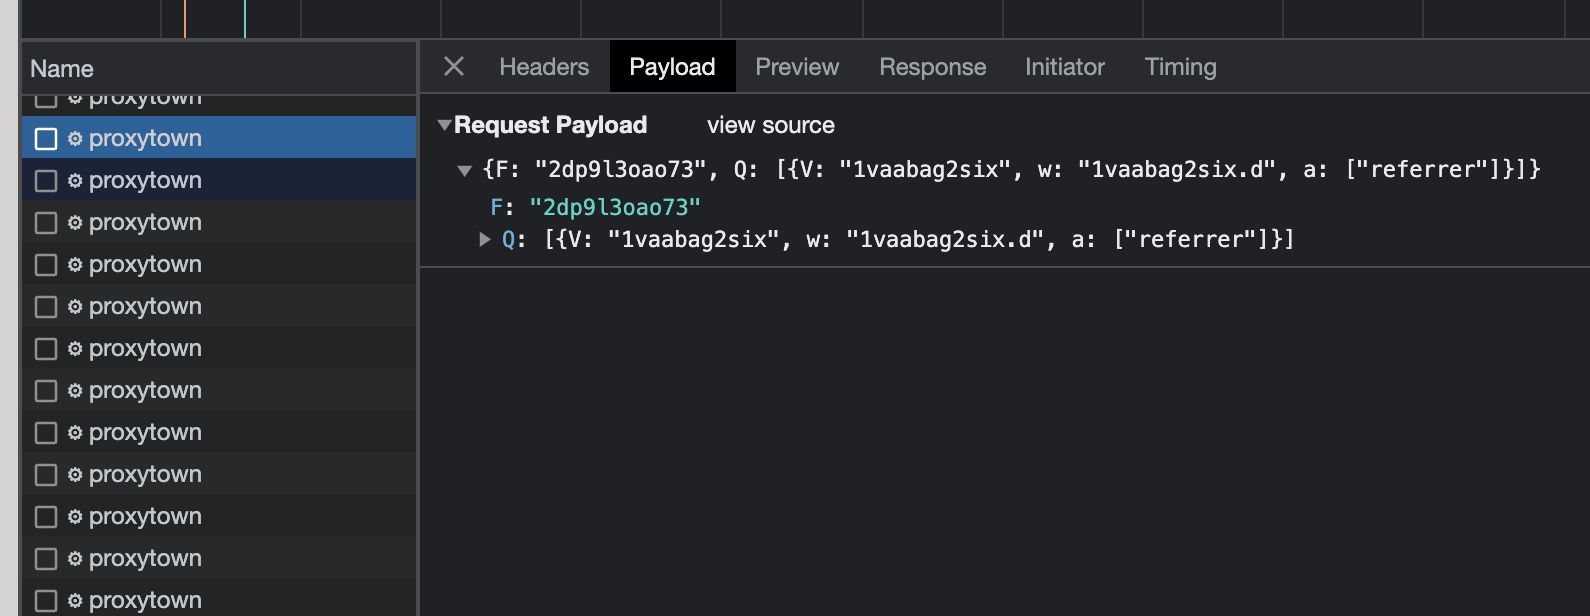 Name
proxytown
proxytown
proxytown
proxytown
proxytown
proxytown
proxytown
proxytown
proxytown
proxytown
proxytown
proxytown
proxytown
Headers Payload Preview Response Initiator Timing
Request Payload view source
{F: "2dp9l3oao73", Q: [{V: "1vaabag2six", w: "1vaabag2six.d", a: ["referrer"]}]}
F: "2dp9l3oao73"
Q: [{V: "1vaabag2six", w: "1vaabag2six.d", a: ["referrer"]}]